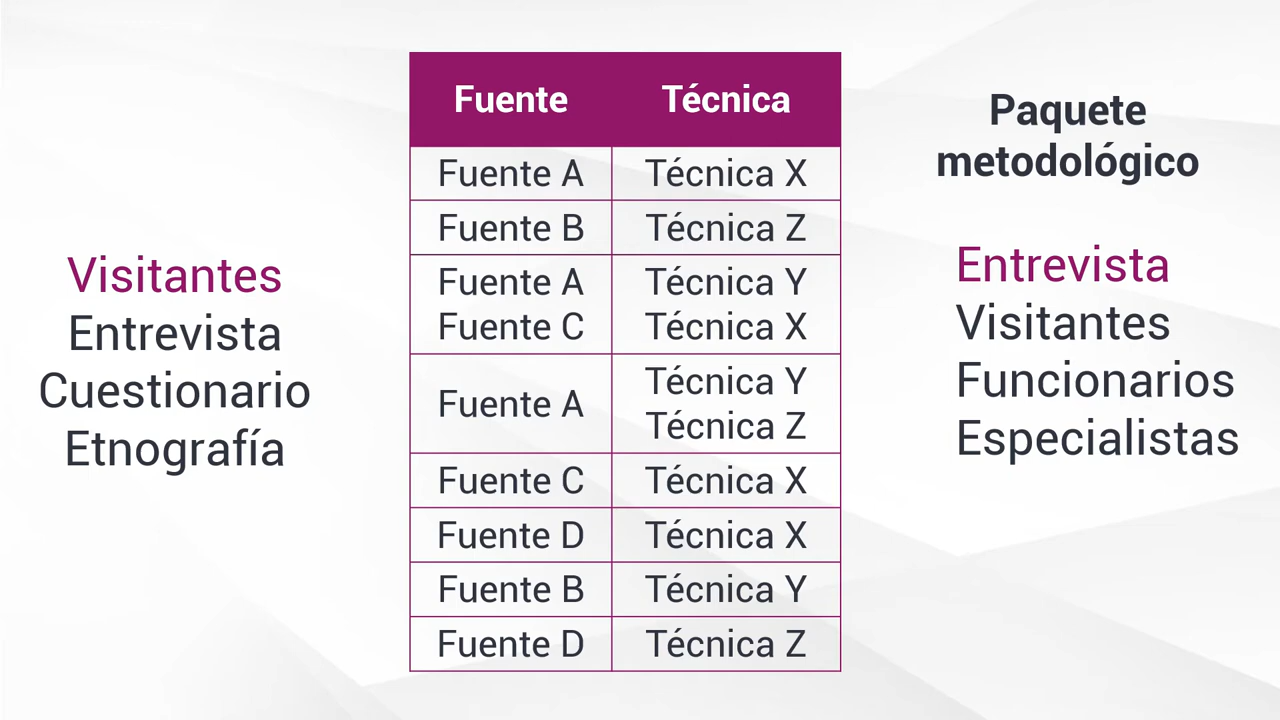 Visitantes
Entrevista
Cuestionario
Etnografía
Fuente Técnica
Fuente A Técnica X
Fuente B Técnica Z
Fuente A Técnica Y
Fuente C Técnica X
Fuente A Técnica Y
Técnica Z
Fuente C Técnica X
Fuente D Técnica X
Fuente B Técnica Y
Fuente D Técnica Z
Paquete
metodológico
Entrevista
Visitantes
Funcionarios
Especialistas